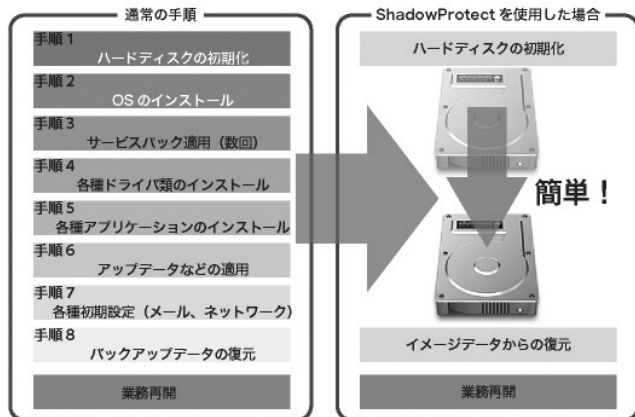 通常の手順
手順 1
ハードディスクの初期化
手順 2
OS のインストール
手順 3
サービスパック適用（数回）
手順 4
各種ドライバ類のインストール
手順 5
各種アプリケーションのインストール
手順 6
アップデータなどの適用
手順 7
各種初期設定（メール、ネットワーク）
手順 8
バックアップデータの復元
業務再開
ShadowProtect を使用した場合
ハードディスクの初期化
簡単！
イメージデータからの復元
業務再開